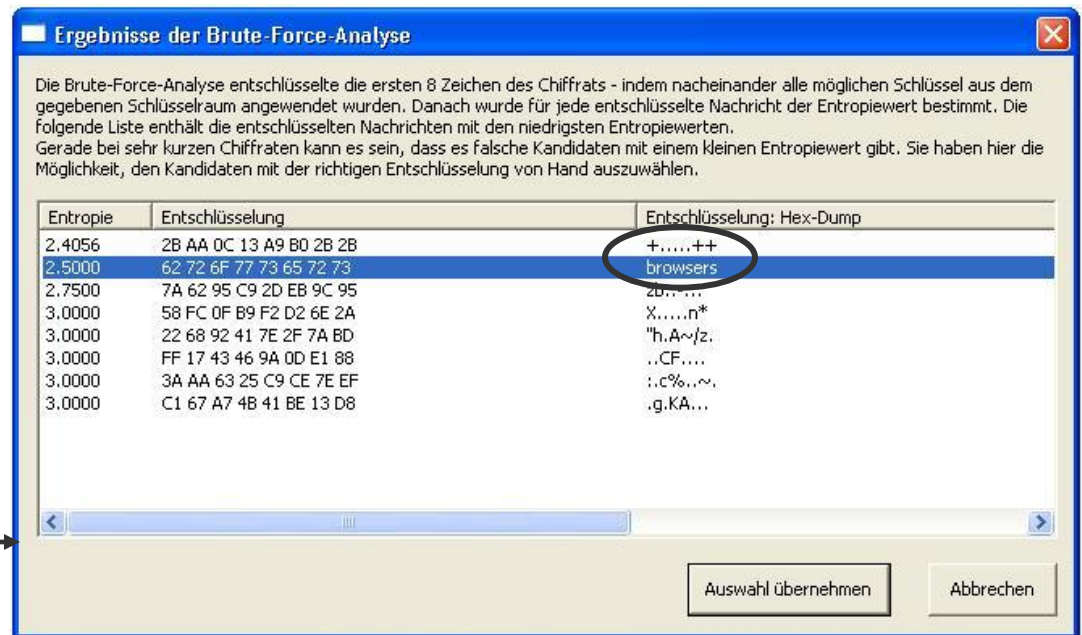 Ergebnisse der Brute-Force-Analyse
Die Brute-Force-Analyse entschlüsselte die ersten 8 Zeichen des Chiffrats - indem nacheinander alle möglichen Schlüssel aus dem
gegebenen Schlüsselraum angewendet wurden. Danach wurde für jede entschlüsselte Nachricht der Entropiewert bestimmt. Die
folgende Liste enthält die entschlüsselten Nachrichten mit den niedrigsten Entropiewerten.
Gerade bei sehr kurzen Chiffraten kann es sein, dass es falsche Kandidaten mit einem kleinen Entropiewert gibt. Sie haben hier die
Möglichkeit, den Kandidaten mit der richtigen Entschlüsselung von Hand auszuwählen.
Entropie Entschlüsselung Entschlüsselung: Hex-Dump
2.4056 2B AA 0C 13 A9 B0 2B 2B +.....++
2.5000 62 72 6F 77 73 65 72 73 browsers
2.7500 7A 62 95 C9 2D EB 9C 95 zb..-...
3.0000 58 FC 0F B9 F2 D2 6E 2A X.....n*
3.0000 22 68 92 41 7E 2F 7A BD "h.A~/z.
3.0000 FF 17 43 46 9A 0D E1 88 ..CF....
3.0000 3A AA 63 25 C9 CE 7E EF :.c%..~.
3.0000 C1 67 A7 4B 41 BE 13 D8 .g.KA...
Auswahl übernehmen Abbrechen